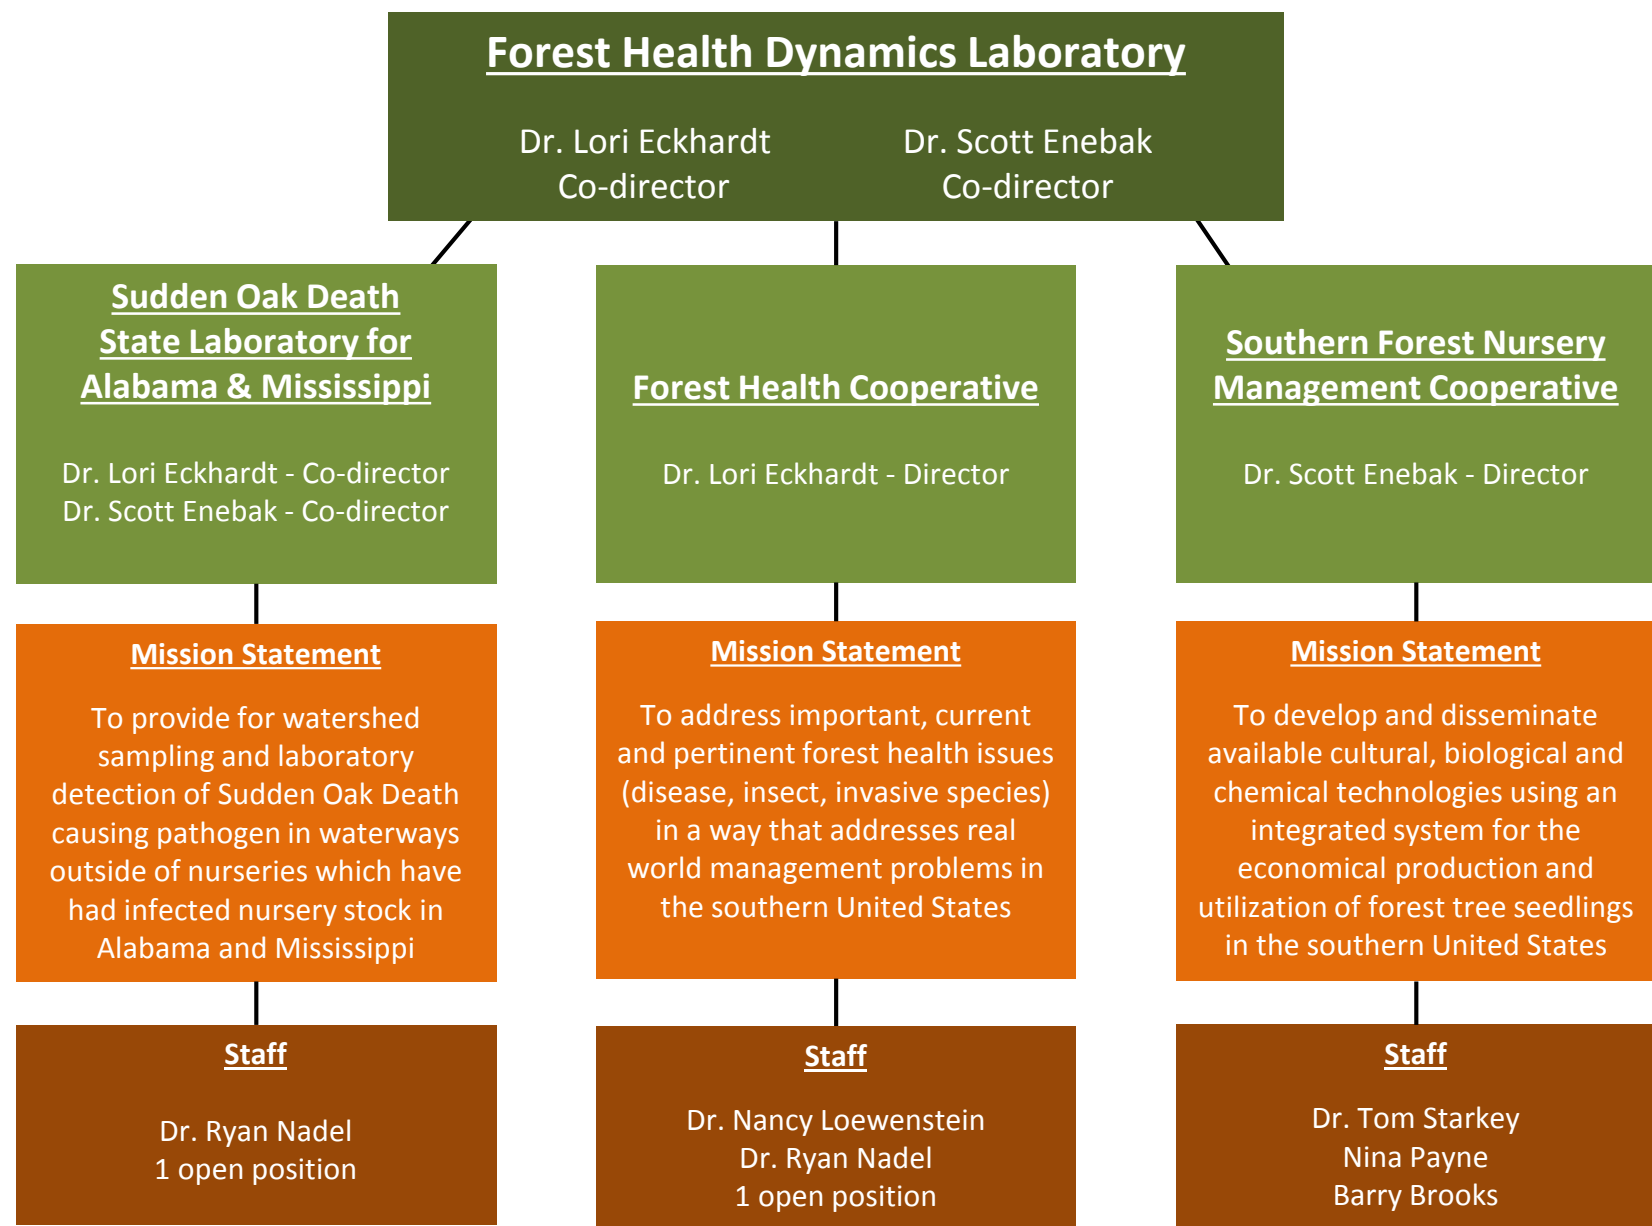 Forest Health Dynamics Laboratory
Dr. Lori Eckhardt
Co-director
Dr. Scott Enebak
Co-director
Sudden Oak Death
State Laboratory for
Alabama & Mississippi
Dr. Lori Eckhardt - Co-director
Dr. Scott Enebak - Co-director
Forest Health Cooperative
Dr. Lori Eckhardt - Director
Southern Forest Nursery
Management Cooperative
Dr. Scott Enebak - Director
Mission Statement
To provide for watershed
sampling and laboratory
detection of Sudden Oak Death
causing pathogen in waterways
outside of nurseries which have
had infected nursery stock in
Alabama and Mississippi
Mission Statement
To address important, current
and pertinent forest health issues
(disease, insect, invasive species)
in a way that addresses real
world management problems in
the southern United States
Mission Statement
To develop and disseminate
available cultural, biological and
chemical technologies using an
integrated system for the
economical production and
utilization of forest tree seedlings
in the southern United States
Staff
Dr. Ryan Nadel
1 open position
Staff
Dr. Nancy Loewenstein
Dr. Ryan Nadel
1 open position
Staff
Dr. Tom Starkey
Nina Payne
Barry Brooks